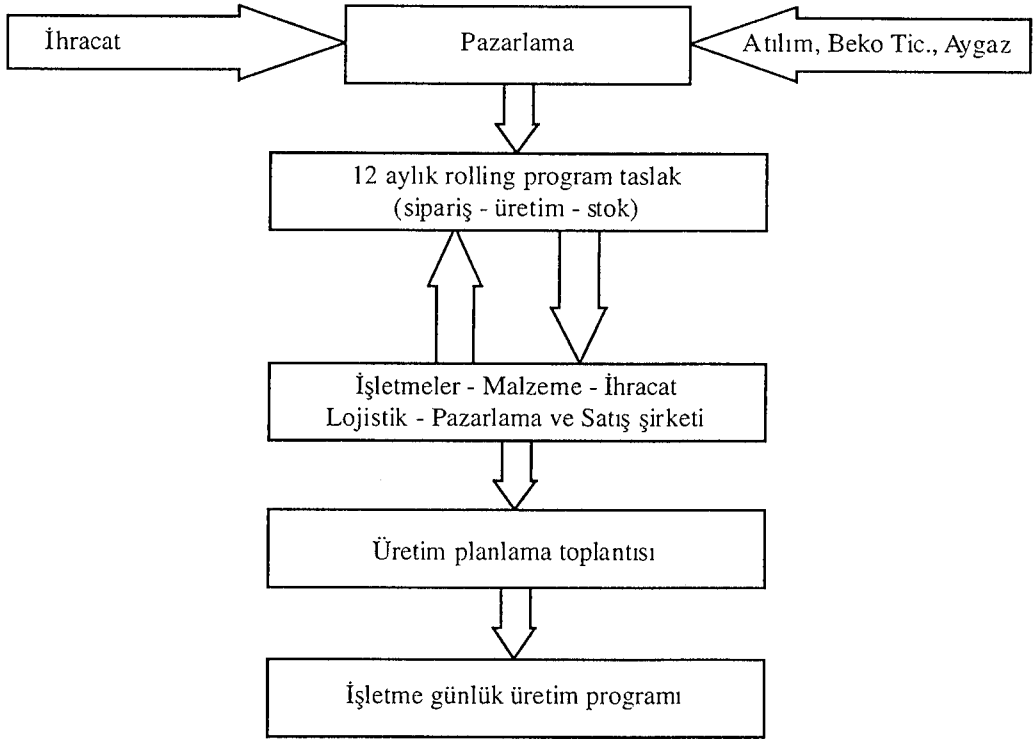 İhracat
Pazarlama
Atılım, Beko Tic., Aygaz
12 aylık rolling program taslak
(sipariş - üretim - stok)
İşletmeler - Malzeme - İhracat
Lojistik - Pazarlama ve Satış şirketi
Üretim planlama toplantısı
İşletme günlük üretim programı